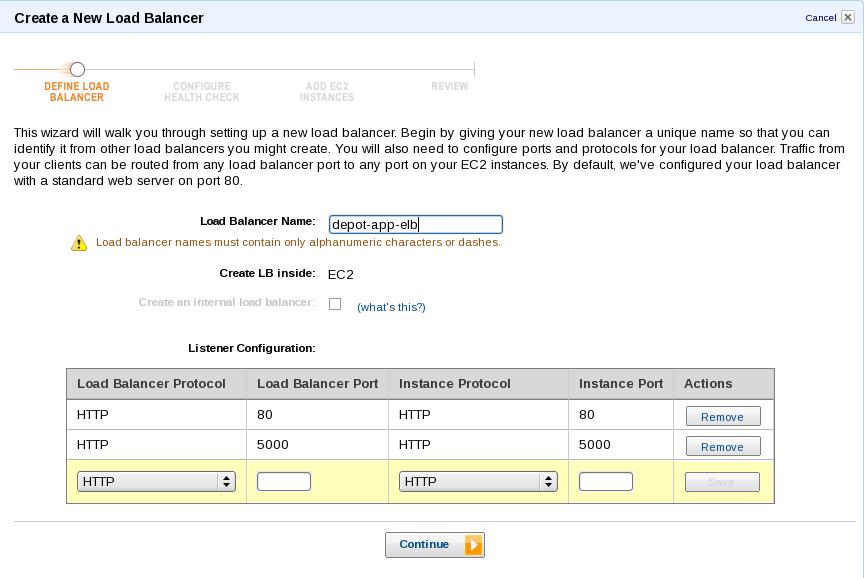 Create a New Load Balancer
Cancel
DEFINE LOAD BALANCER
CONFIGURE HEALTH CHECK
ADD EC2 INSTANCES
REVIEW
This wizard will walk you through setting up a new load balancer. Begin by giving your new load balancer a unique name so that you can
identify it from other load balancers you might create. You will also need to configure ports and protocols for your load balancer. Traffic from
your clients can be routed from any load balancer port to any port on your EC2 instances. By default, we've configured your load balancer
with a standard web server on port 80.
Load Balancer Name: depot-app-elb
Load balancer names must contain only alphanumeric characters or dashes.
Create LB inside: EC2
Create an internal load balancer: (what's this?)
Listener Configuration:
Load Balancer Protocol Load Balancer Port Instance Protocol Instance Port Actions
HTTP 80 HTTP 80 Remove
HTTP 5000 HTTP 5000 Remove
HTTP HTTP Save
Continue